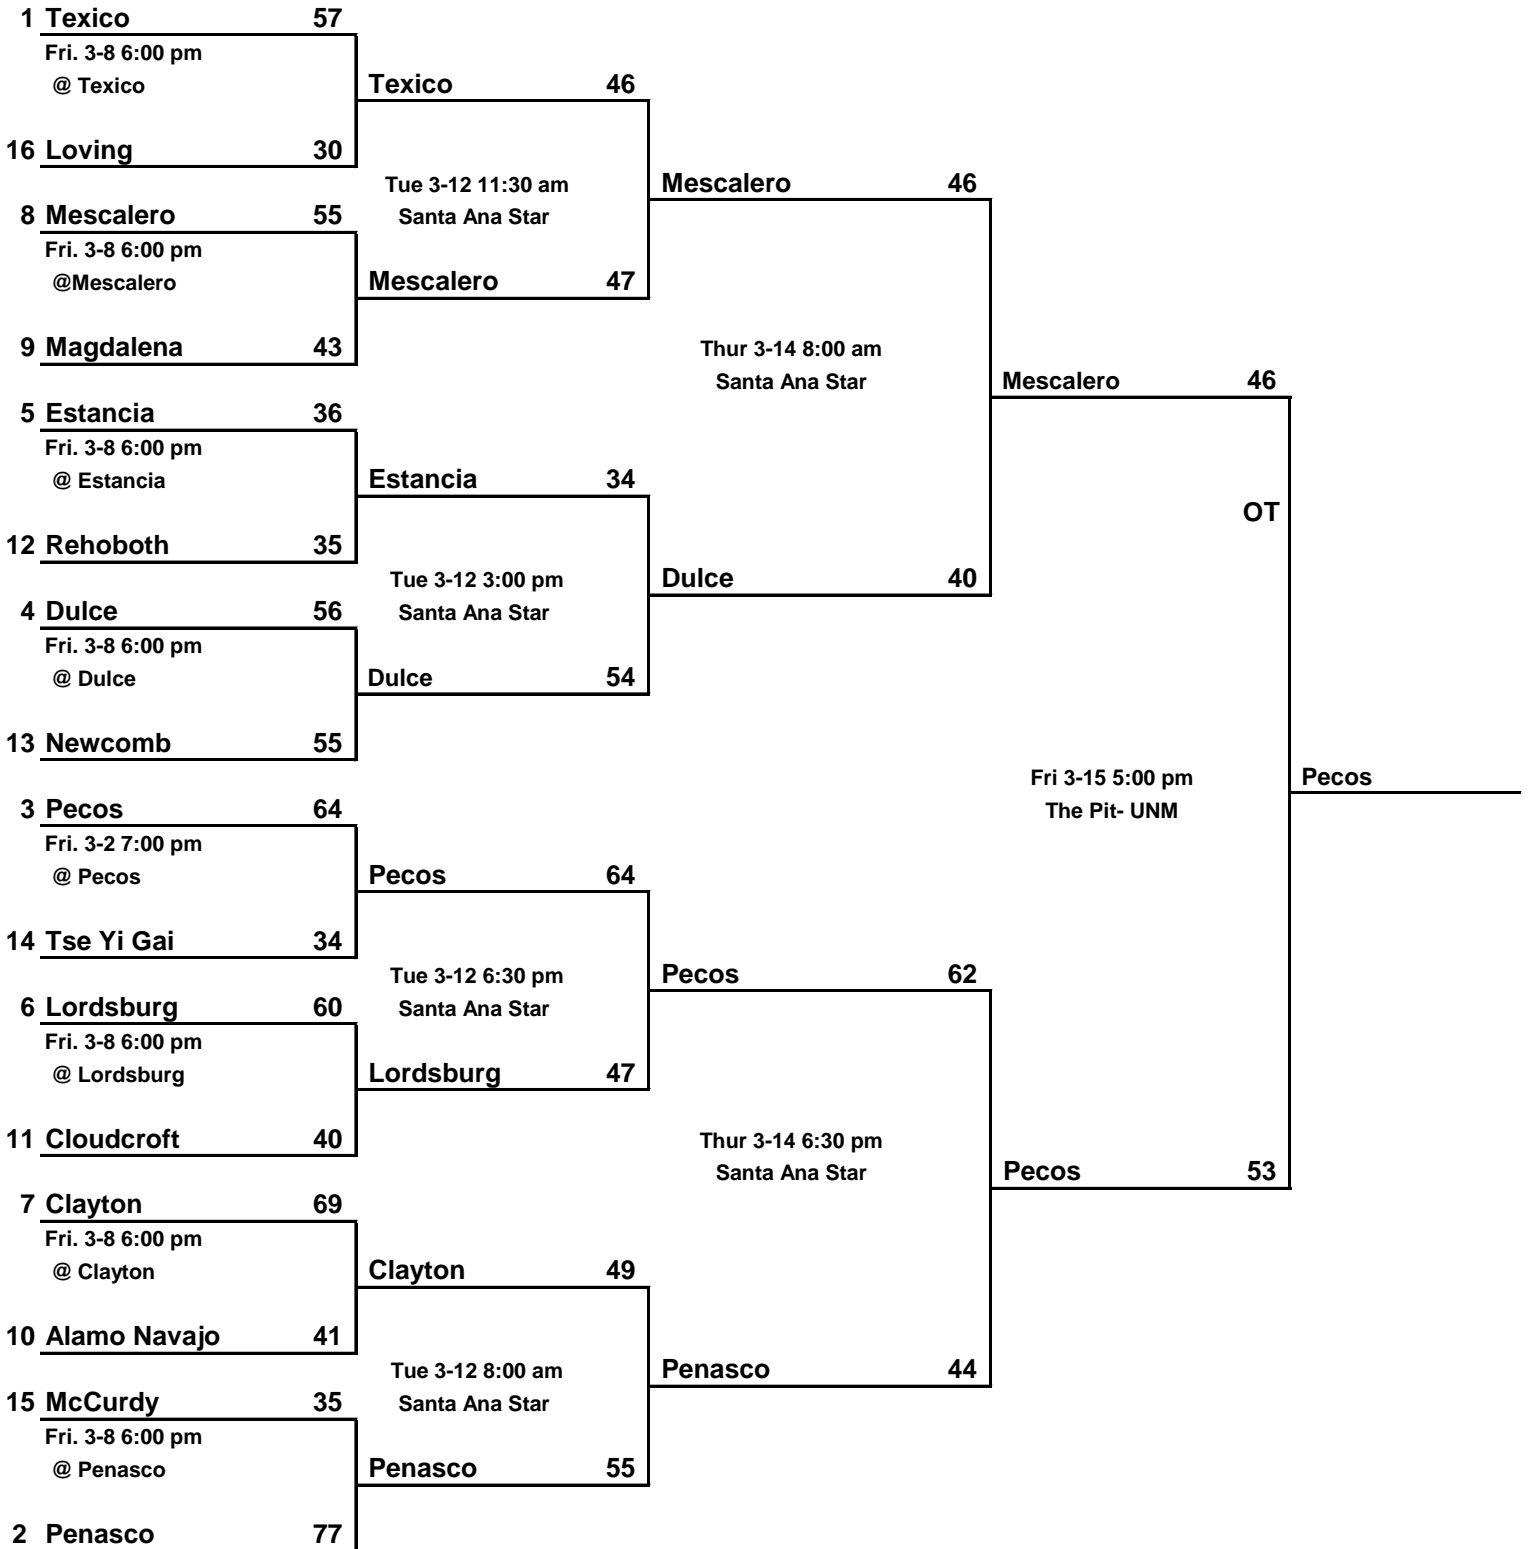 1 Texico 57
Fri. 3-8 6:00 pm
@ Texico
Texico 46
16 Loving 30
Tue 3-12 11:30 am
Santa Ana Star
Mescalero 46
8 Mescalero 55
Fri. 3-8 6:00 pm
@Mescalero
Mescalero 47
9 Magdalena 43
Thur 3-14 8:00 am
Santa Ana Star
Mescalero 46
5 Estancia 36
Fri. 3-8 6:00 pm
@ Estancia
Estancia 34
OT
12 Rehoboth 35
Tue 3-12 3:00 pm
Santa Ana Star
Dulce 40
4 Dulce 56
Fri. 3-8 6:00 pm
@ Dulce
Dulce 54
13 Newcomb 55
Fri 3-15 5:00 pm
The Pit- UNM
Pecos
3 Pecos 64
Fri. 3-2 7:00 pm
@ Pecos
Pecos 64
14 Tse Yi Gai 34
Tue 3-12 6:30 pm
Santa Ana Star
Pecos 62
6 Lordsburg 60
Fri. 3-8 6:00 pm
@ Lordsburg
Lordsburg 47
11 Cloudcroft 40
Thur 3-14 6:30 pm
Santa Ana Star
Pecos 53
7 Clayton 69
Fri. 3-8 6:00 pm
@ Clayton
Clayton 49
10 Alamo Navajo 41
Tue 3-12 8:00 am
Santa Ana Star
Penasco 44
15 McCurdy 35
Fri. 3-8 6:00 pm
@ Penasco
Penasco 55
2 Penasco 77